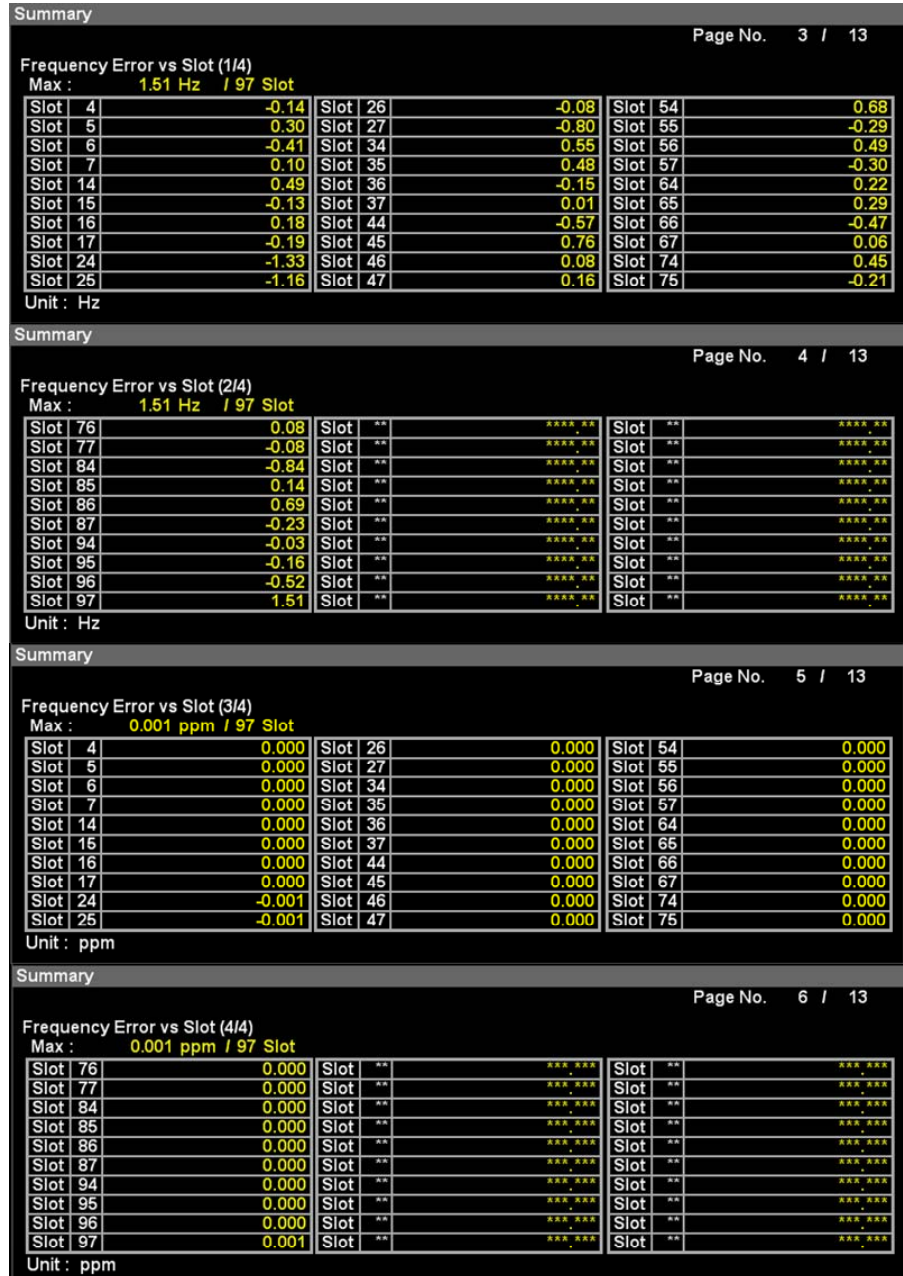 Summary
Page No. 3 / 13
Frequency Error vs Slot (1/4)
Max : 1.51 Hz / 97 Slot
Slot 4 -0.14 Slot 26 -0.08 Slot 54 0.68
Slot 5 0.30 Slot 27 -0.80 Slot 55 -0.29
Slot 6 -0.41 Slot 34 0.55 Slot 56 0.49
Slot 7 0.10 Slot 35 0.48 Slot 57 -0.30
Slot 14 0.49 Slot 36 -0.15 Slot 64 0.22
Slot 15 -0.13 Slot 37 0.01 Slot 65 0.29
Slot 16 0.18 Slot 44 -0.57 Slot 66 -0.47
Slot 17 -0.19 Slot 45 0.76 Slot 67 0.06
Slot 24 -1.33 Slot 46 0.08 Slot 74 0.45
Slot 25 -1.16 Slot 47 0.16 Slot 75 -0.21
Unit : Hz
Summary
Page No. 4 / 13
Frequency Error vs Slot (2/4)
Max : 1.51 Hz / 97 Slot
Slot 76 0.08 Slot ** ****.** Slot ** ****.**
Slot 77 -0.08 Slot ** ****.** Slot ** ****.**
Slot 84 -0.84 Slot ** ****.** Slot ** ****.**
Slot 85 0.14 Slot ** ****.** Slot ** ****.**
Slot 86 0.69 Slot ** ****.** Slot ** ****.**
Slot 87 -0.23 Slot ** ****.** Slot ** ****.**
Slot 94 -0.03 Slot ** ****.** Slot ** ****.**
Slot 95 -0.16 Slot ** ****.** Slot ** ****.**
Slot 96 -0.52 Slot ** ****.** Slot ** ****.**
Slot 97 1.51 Slot ** ****.** Slot ** ****.**
Unit : Hz
Summary
Page No. 5 / 13
Frequency Error vs Slot (3/4)
Max : 0.001 ppm / 97 Slot
Slot 4 0.000 Slot 26 0.000 Slot 54 0.000
Slot 5 0.000 Slot 27 0.000 Slot 55 0.000
Slot 6 0.000 Slot 34 0.000 Slot 56 0.000
Slot 7 0.000 Slot 35 0.000 Slot 57 0.000
Slot 14 0.000 Slot 36 0.000 Slot 64 0.000
Slot 15 0.000 Slot 37 0.000 Slot 65 0.000
Slot 16 0.000 Slot 44 0.000 Slot 66 0.000
Slot 17 0.000 Slot 45 0.000 Slot 67 0.000
Slot 24 -0.001 Slot 46 0.000 Slot 74 0.000
Slot 25 -0.001 Slot 47 0.000 Slot 75 0.000
Unit : ppm
Summary
Page No. 6 / 13
Frequency Error vs Slot (4/4)
Max : 0.001 ppm / 97 Slot
Slot 76 0.000 Slot ** ***.*** Slot ** ***.***
Slot 77 0.000 Slot ** ***.*** Slot ** ***.***
Slot 84 0.000 Slot ** ***.*** Slot ** ***.***
Slot 85 0.000 Slot ** ***.*** Slot ** ***.***
Slot 86 0.000 Slot ** ***.*** Slot ** ***.***
Slot 87 0.000 Slot ** ***.*** Slot ** ***.***
Slot 94 0.000 Slot ** ***.*** Slot ** ***.***
Slot 95 0.000 Slot ** ***.*** Slot ** ***.***
Slot 96 0.000 Slot ** ***.*** Slot ** ***.***
Slot 97 0.001 Slot ** ***.*** Slot ** ***.***
Unit : ppm